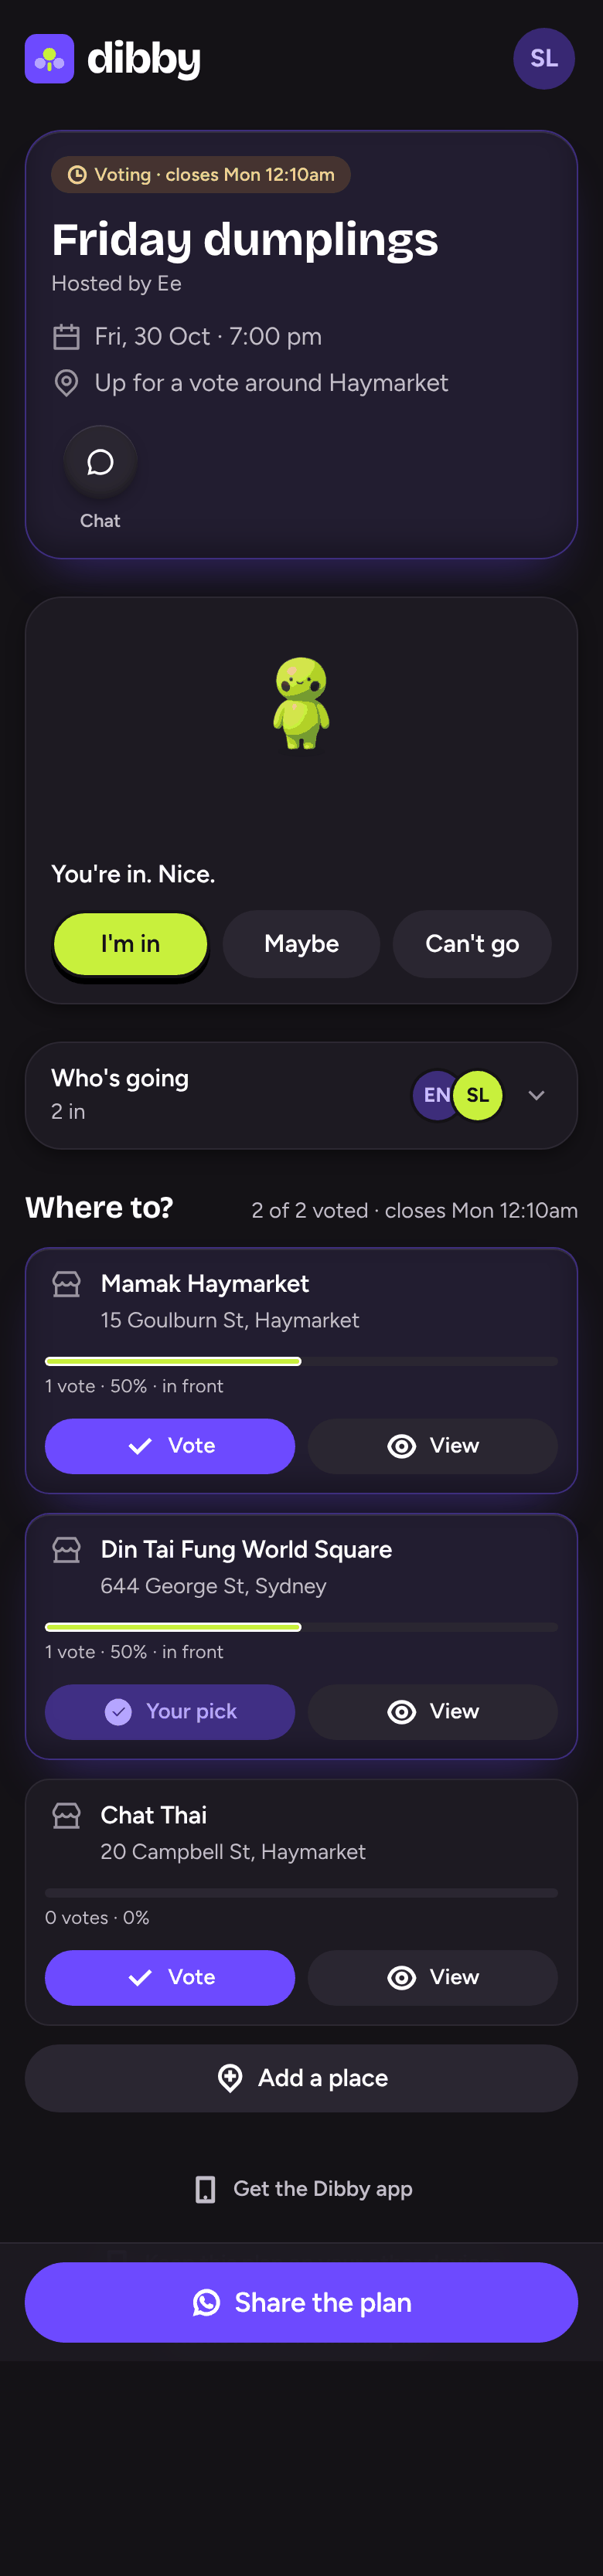 dibby
SL
Voting · closes Mon 12:10am
Friday dumplings
Hosted by Ee
Fri, 30 Oct · 7:00 pm
Up for a vote around Haymarket
Chat
You're in. Nice.
I'm in
Maybe
Can't go
Who's going
2 in
EN
SL
Where to?
2 of 2 voted · closes Mon 12:10am
Mamak Haymarket
15 Goulburn St, Haymarket
1 vote · 50% · in front
Vote
View
Din Tai Fung World Square
644 George St, Sydney
1 vote · 50% · in front
Your pick
View
Chat Thai
20 Campbell St, Haymarket
0 votes · 0%
Vote
View
Add a place
Get the Dibby app
Share the plan